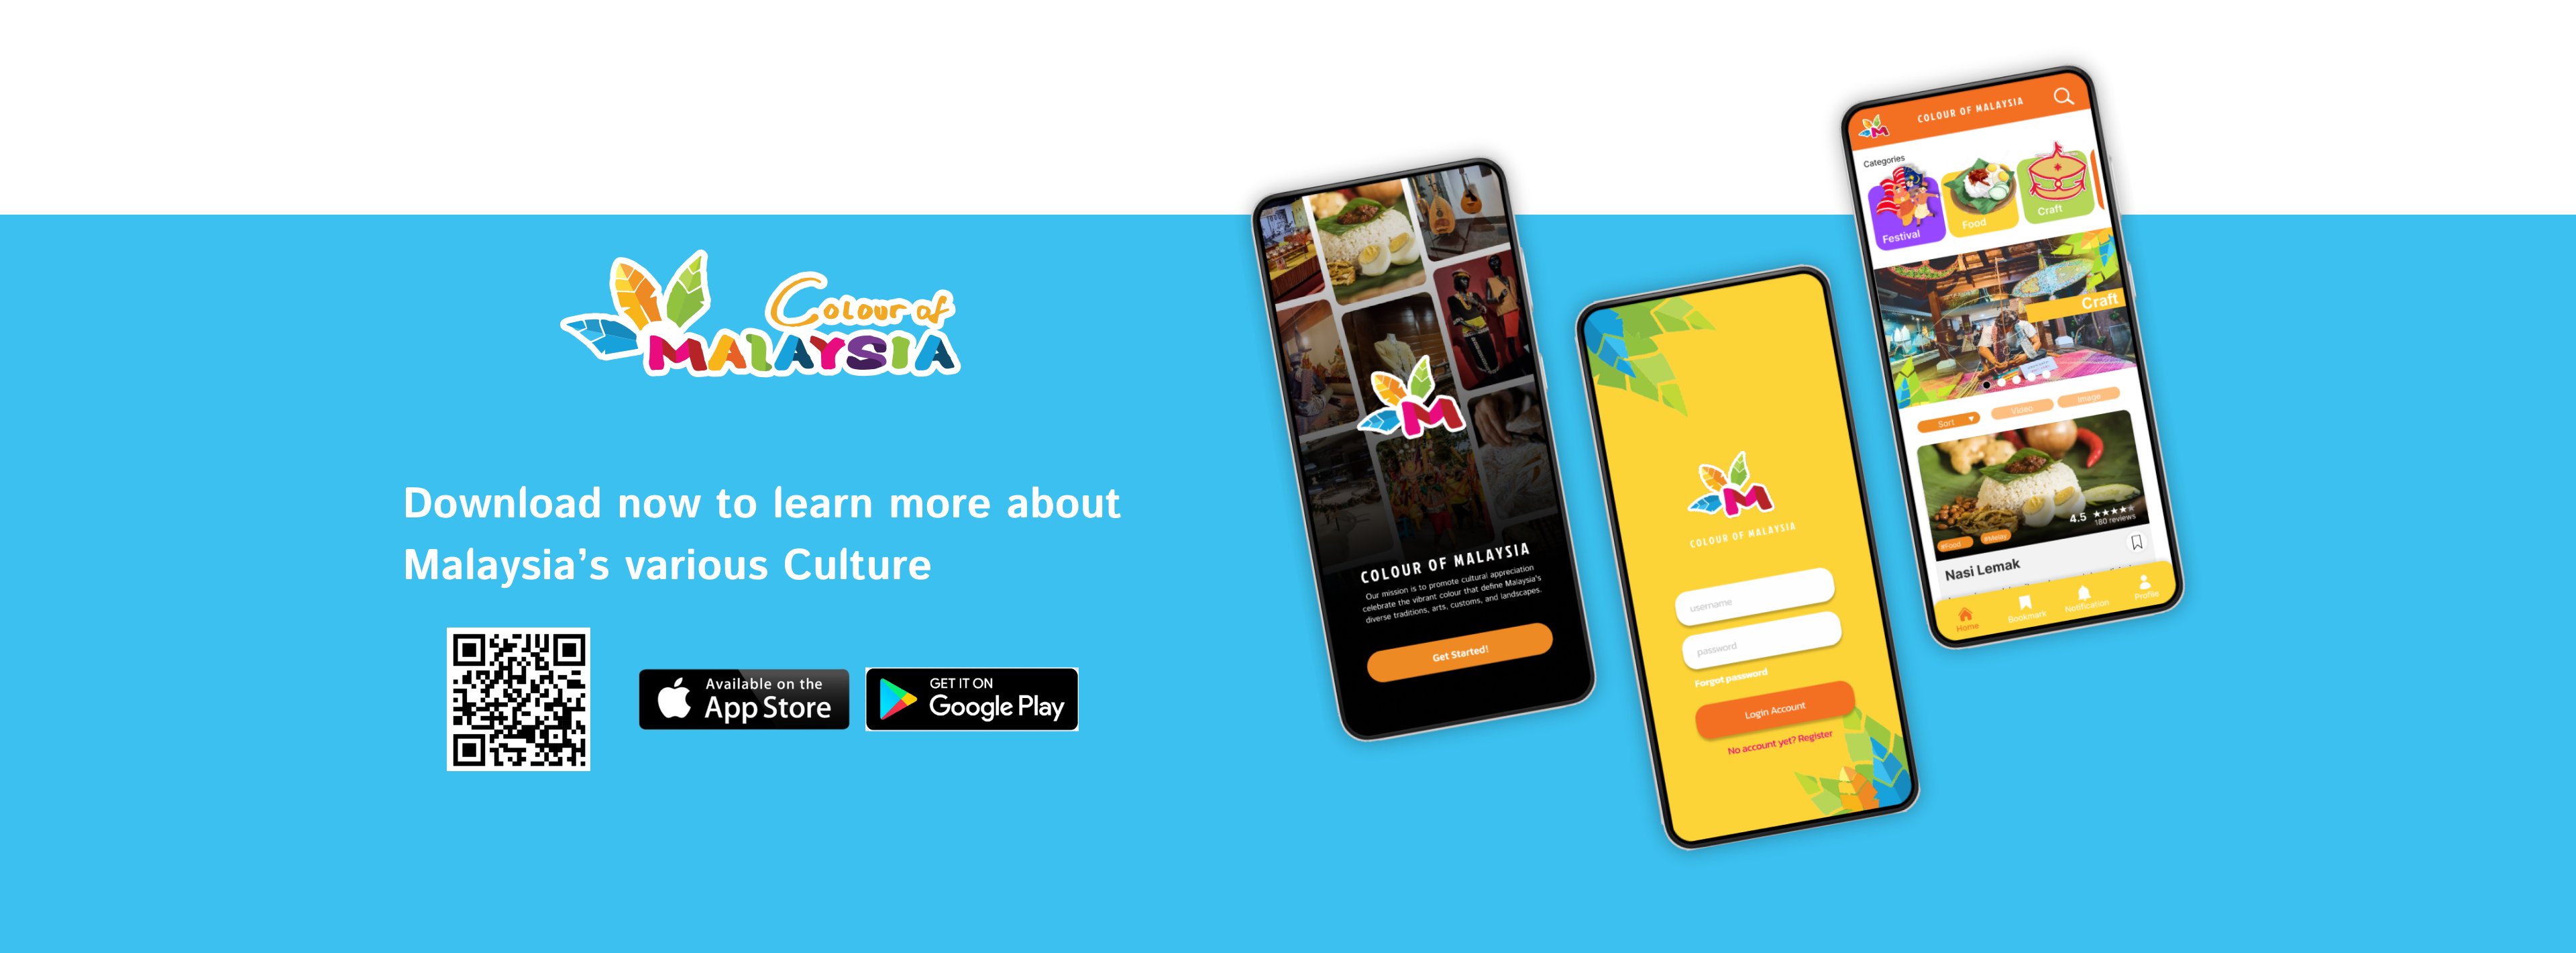 Colour of
MALAYSIA
Download now to learn more about
Malaysia's various Culture
Available on the
App Store
GET IT ON
Google Play
COLOUR OF MALAYSIA
Our mission is to promote cultural appreciation
celebrate the vibrant colour that define Malaysia's
diverse traditions, arts, customs, and landscapes.
Get Started!
M
COLOUR OF MALAYSIA
username
password
Forgot password
Login Account
No account yet? Register
COLOUR OF MALAYSIA
Categories
Festival
Food
Craft
Craft
Sort
Video
Image
4.5
180 reviews
#Food
#Melay
Nasi Lemak
Home
Bookmark
Notification
Profile